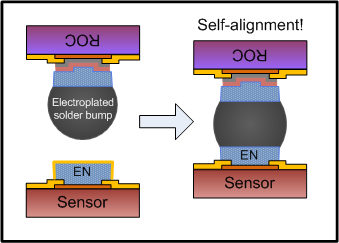 Self-alignment!
ROC
ROC
Electroplated
solder bump
EN
EN
Sensor
Sensor